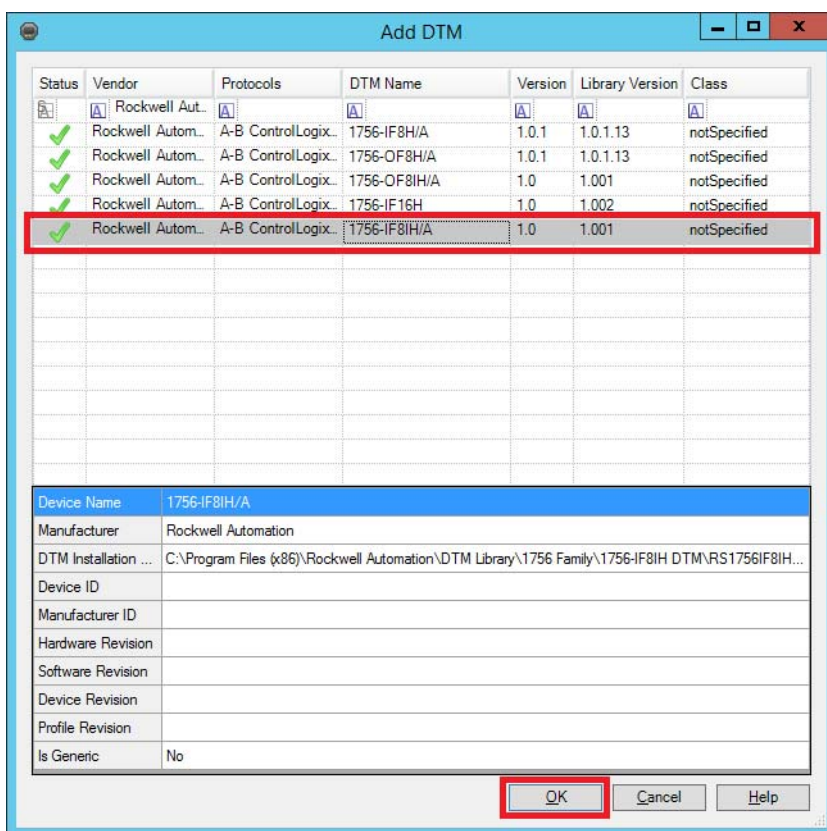 Add DTM
Status Vendor Protocols DTM Name Version Library Version Class
Rockwell Aut...
Rockwell Autom... A-B ControlLogix... 1756-IF8H/A 1.0.1 1.0.1.13 notSpecified
Rockwell Autom... A-B ControlLogix... 1756-OF8H/A 1.0.1 1.0.1.13 notSpecified
Rockwell Autom... A-B ControlLogix... 1756-OF8IH/A 1.0 1.001 notSpecified
Rockwell Autom... A-B ControlLogix... 1756-IF16H 1.0 1.002 notSpecified
Rockwell Autom... A-B ControlLogix... 1756-IF8IH/A 1.0 1.001 notSpecified
Device Name 1756-IF8IH/A
Manufacturer Rockwell Automation
DTM Installation ... C:\Program Files (x86)\Rockwell Automation\DTM Library\1756 Family\1756-IF8IH DTM\RS1756IF8IH...
Device ID
Manufacturer ID
Hardware Revision
Software Revision
Device Revision
Profile Revision
Is Generic No
OK Cancel Help